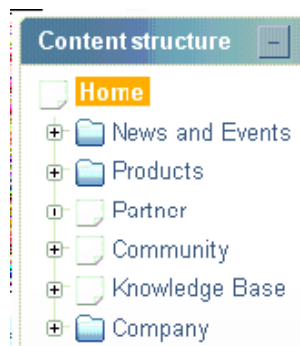 Content structure
Home
News and Events
Products
Partner
Community
Knowledge Base
Company